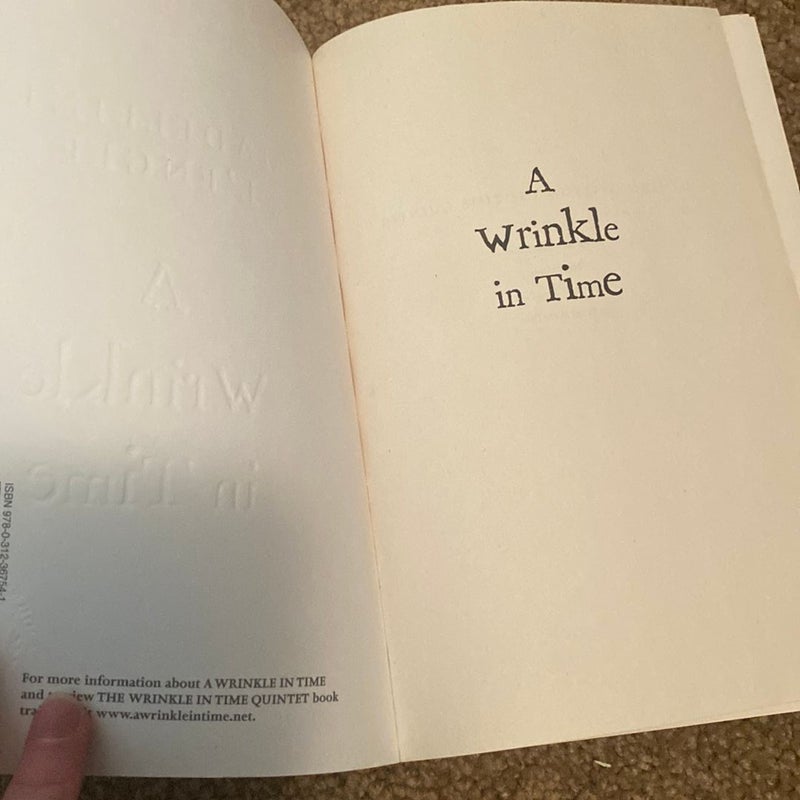 ISBN 978-0-312-36754-1
For more information about A WRINKLE IN TIME
and THE WRINKLE IN TIME QUINTET book
www.awrinkleintime.net.
A
Wrinkle
in Time